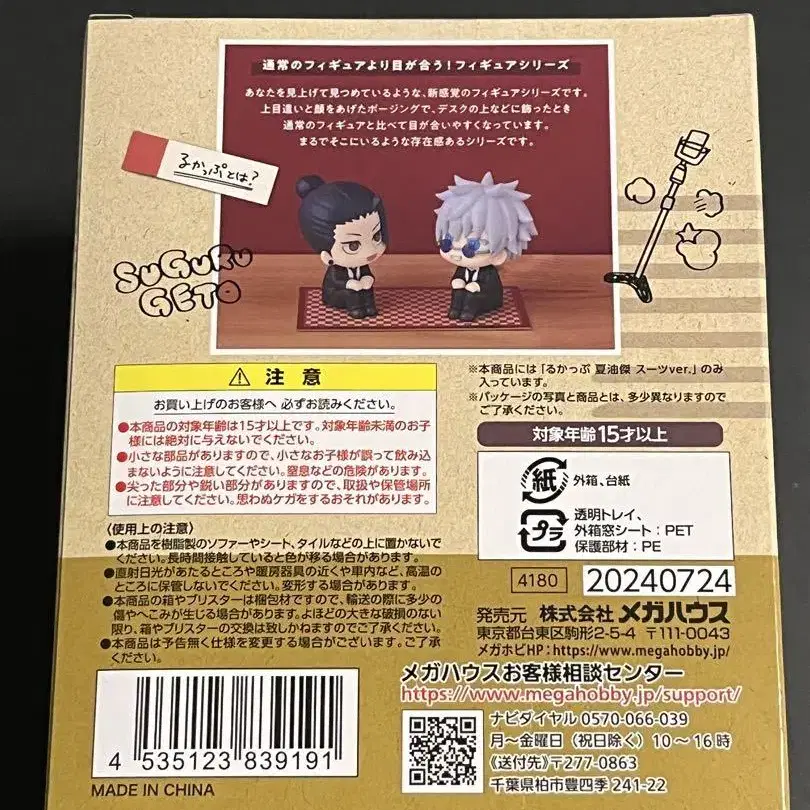 通常のフィギュアより目が合う!フィギュアシリーズ
あなたを見上げて見つめているような、新感覚のフィギュアシリーズです。
上目遣いと顔をあげたポージングで、デスクの上などに飾ったとき
通常のフィギュアと比べて目が合いやすくなっています。
まるでそこにいるような存在感あるシリーズです。
るかっぷとは?
SUGURU
GETO
⚠ 注意
お買い上げのお客様へ 必ずお読みください。
●本商品の対象年齢は15才以上です。対象年齢未満のお子
様には絶対に与えないでください。
●小さな部品がありますので、小さなお子様が誤って飲み込
まないように注意してください。窒息などの危険があります。
●尖った部分や鋭い部分がありますので、取扱や保管場所
に注意してください。思わぬケガをするおそれがあります。
〈使用上の注意〉
●本商品を樹脂製のソファーやシート、タイルなどの上に置かないで
ください。長時間接触していると色が移る場合があります。
●直射日光があたるところや暖房器具の近くや車内など、高温の
ところに保管しないでください。変形する場合があります。
●本商品の箱やブリスターは梱包材ですので、輸送の際に多少の
傷やへこみが生じる場合があります。よほどの大きな破損のない
限り、箱やブリスターの交換は致しかねますのでご了承ください。
●本商品は予告無く仕様を変更する場合がございます。ご了
承ください。
※本商品には「るかっぷ 夏油傑 スーツver.」のみ
入っています。
※パッケージの写真と商品とは、多少異なりますので
ご了承ください。
対象年齢15才以上
紙 外箱、台紙
プラ 透明トレイ、
外箱窓シート:PET
保護部材:PE
4180 20240724
発売元 株式会社 メガハウス
東京都台東区駒形2-5-4 〒111-0043
メガホビHP:https://www.megahobby.jp/
メガハウスお客様相談センター
https://www.megahobby.jp/support/
ナビダイヤル 0570-066-039
月~金曜日(祝日除く)10~16時
《送付先》〒277-0863
千葉県柏市豊四季241-22
4 535123 839191
MADE IN CHINA